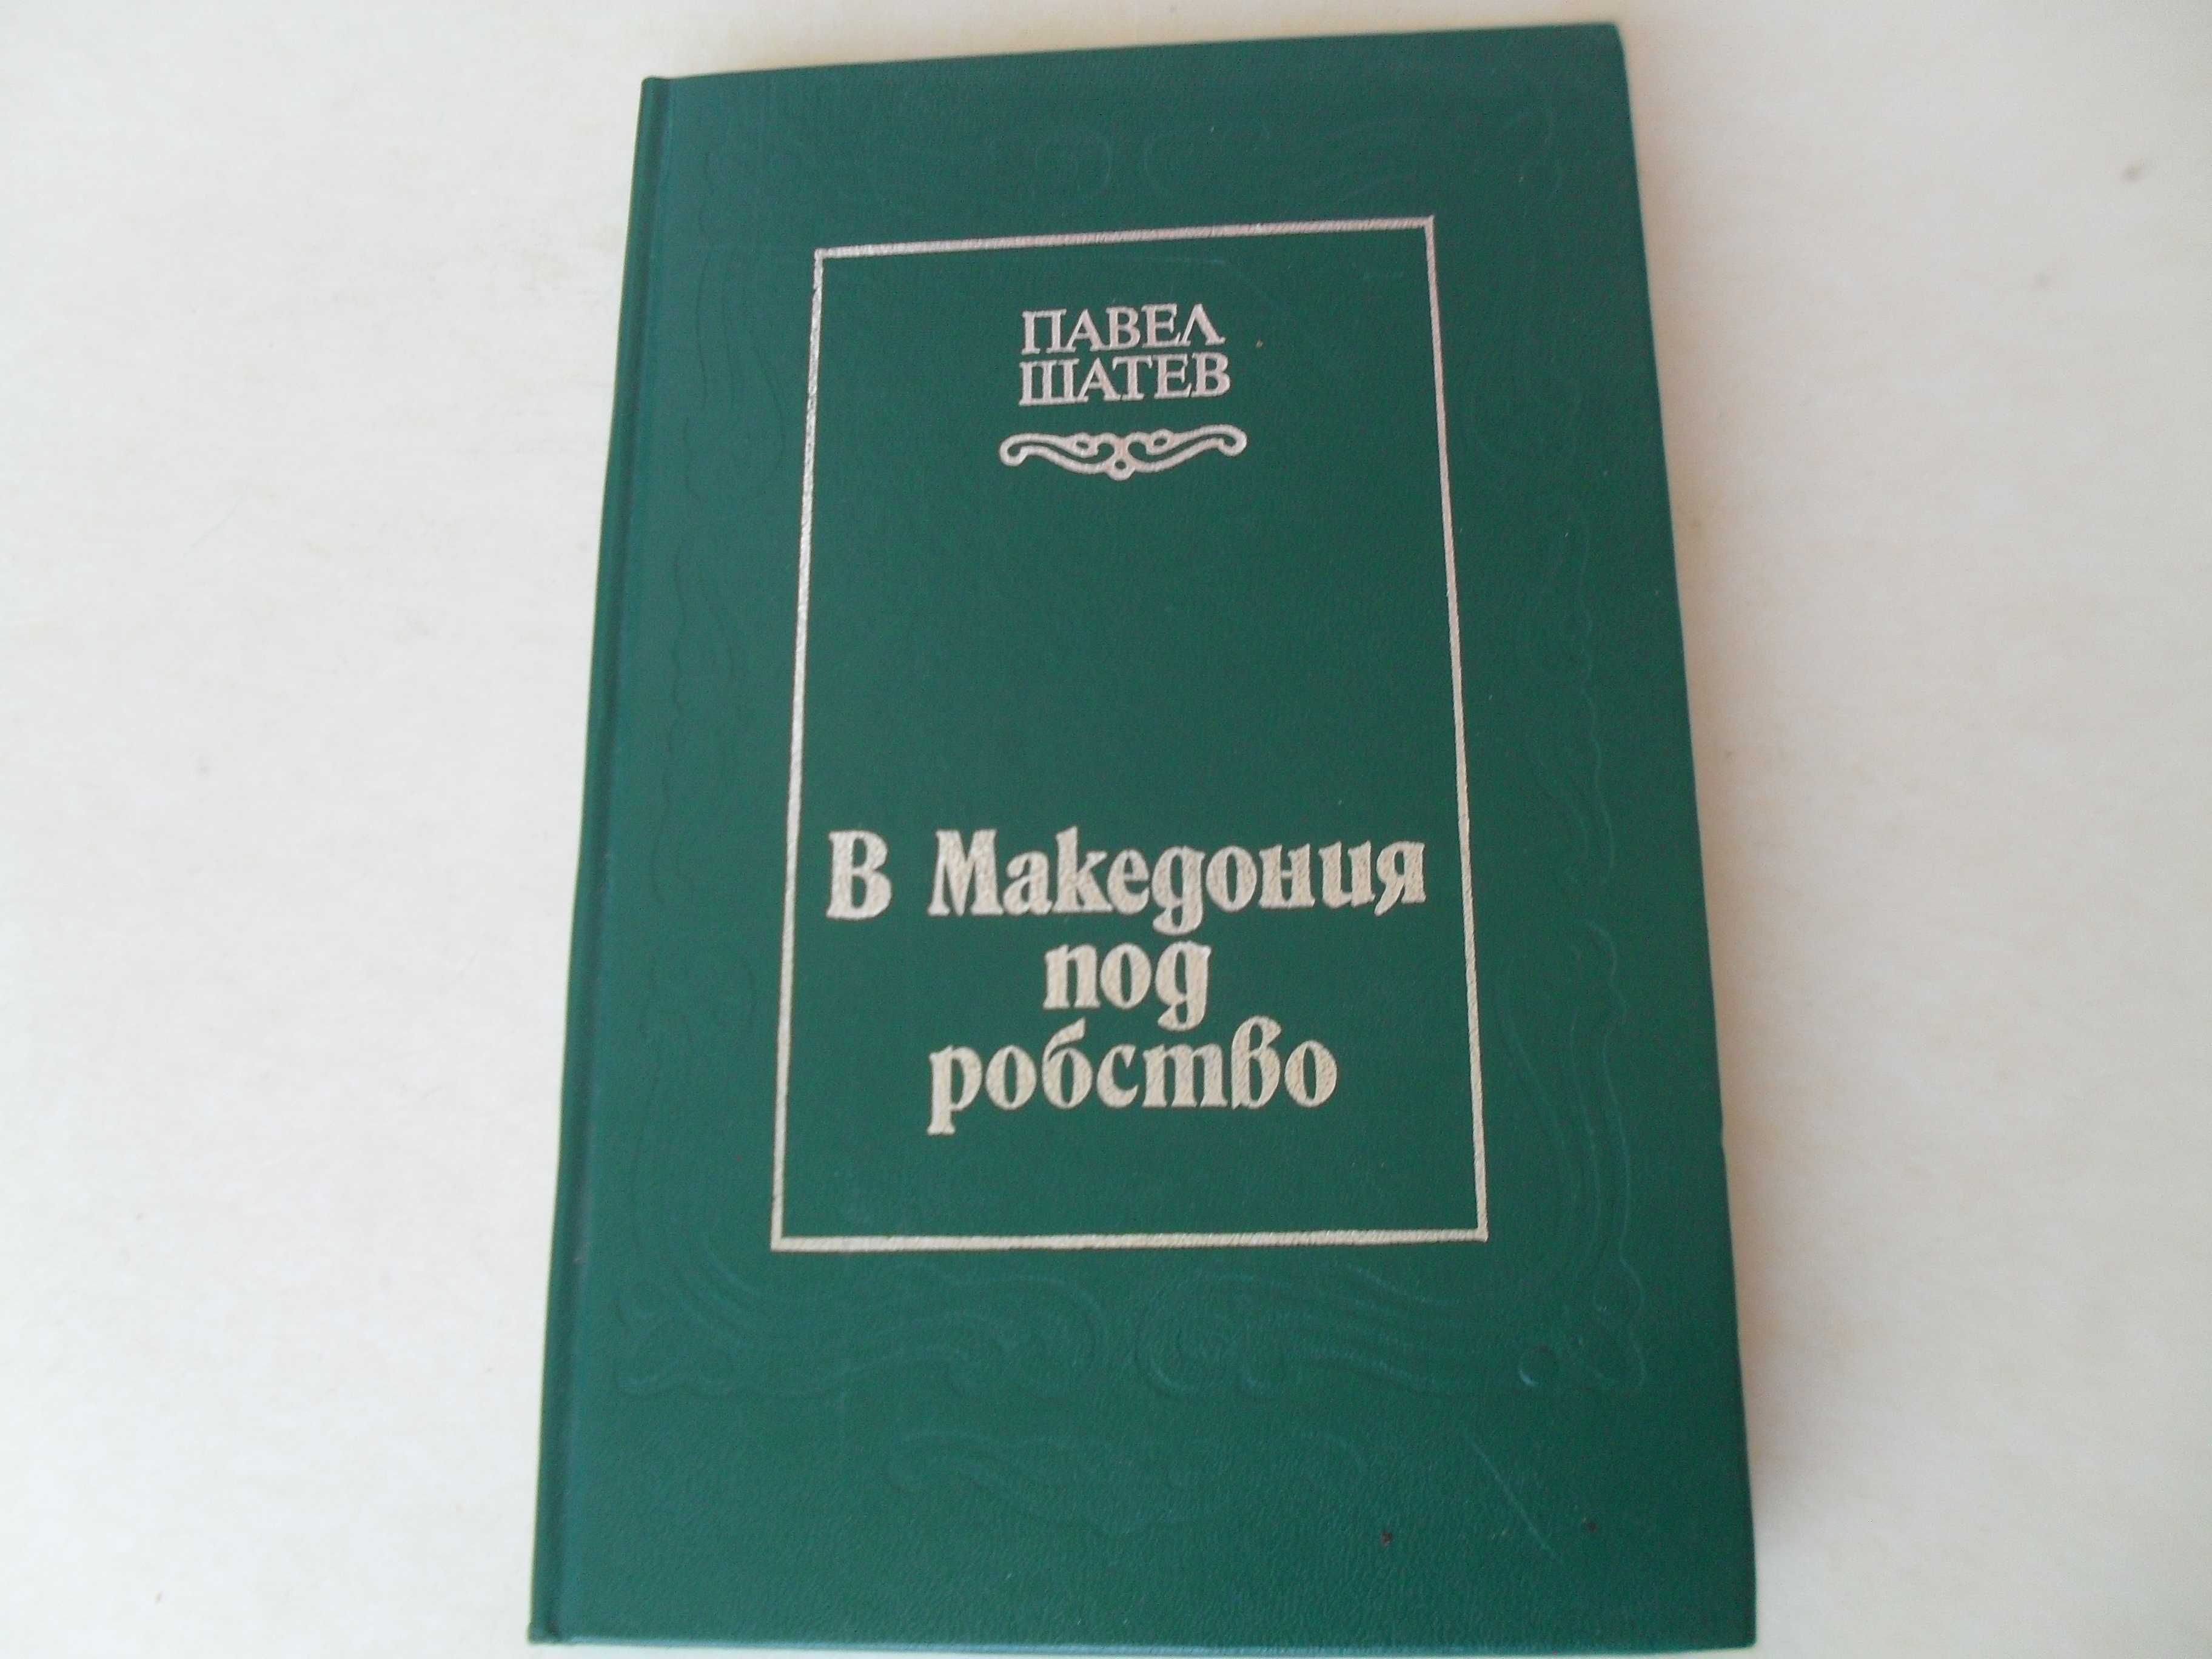 ПАВЕЛ
ШАТЕВ
В Македония
под
робство